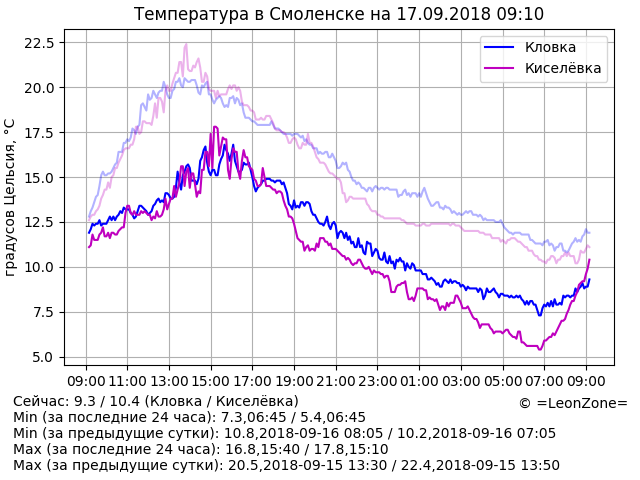 Температура в Смоленске на 17.09.2018 09:10
Кловка
Киселёвка
градусов Цельсия, °C
22.5
20.0
17.5
15.0
12.5
10.0
7.5
5.0
09:00 11:00 13:00 15:00 17:00 19:00 21:00 23:00 01:00 03:00 05:00 07:00 09:00
Сейчас: 9.3 / 10.4 (Кловка / Киселёвка)
© =LeonZone=
Min (за последние 24 часа): 7.3,06:45 / 5.4,06:45
Min (за предыдущие сутки): 10.8,2018-09-16 08:05 / 10.2,2018-09-16 07:05
Max (за последние 24 часа): 16.8,15:40 / 17.8,15:10
Max (за предыдущие сутки): 20.5,2018-09-15 13:30 / 22.4,2018-09-15 13:50